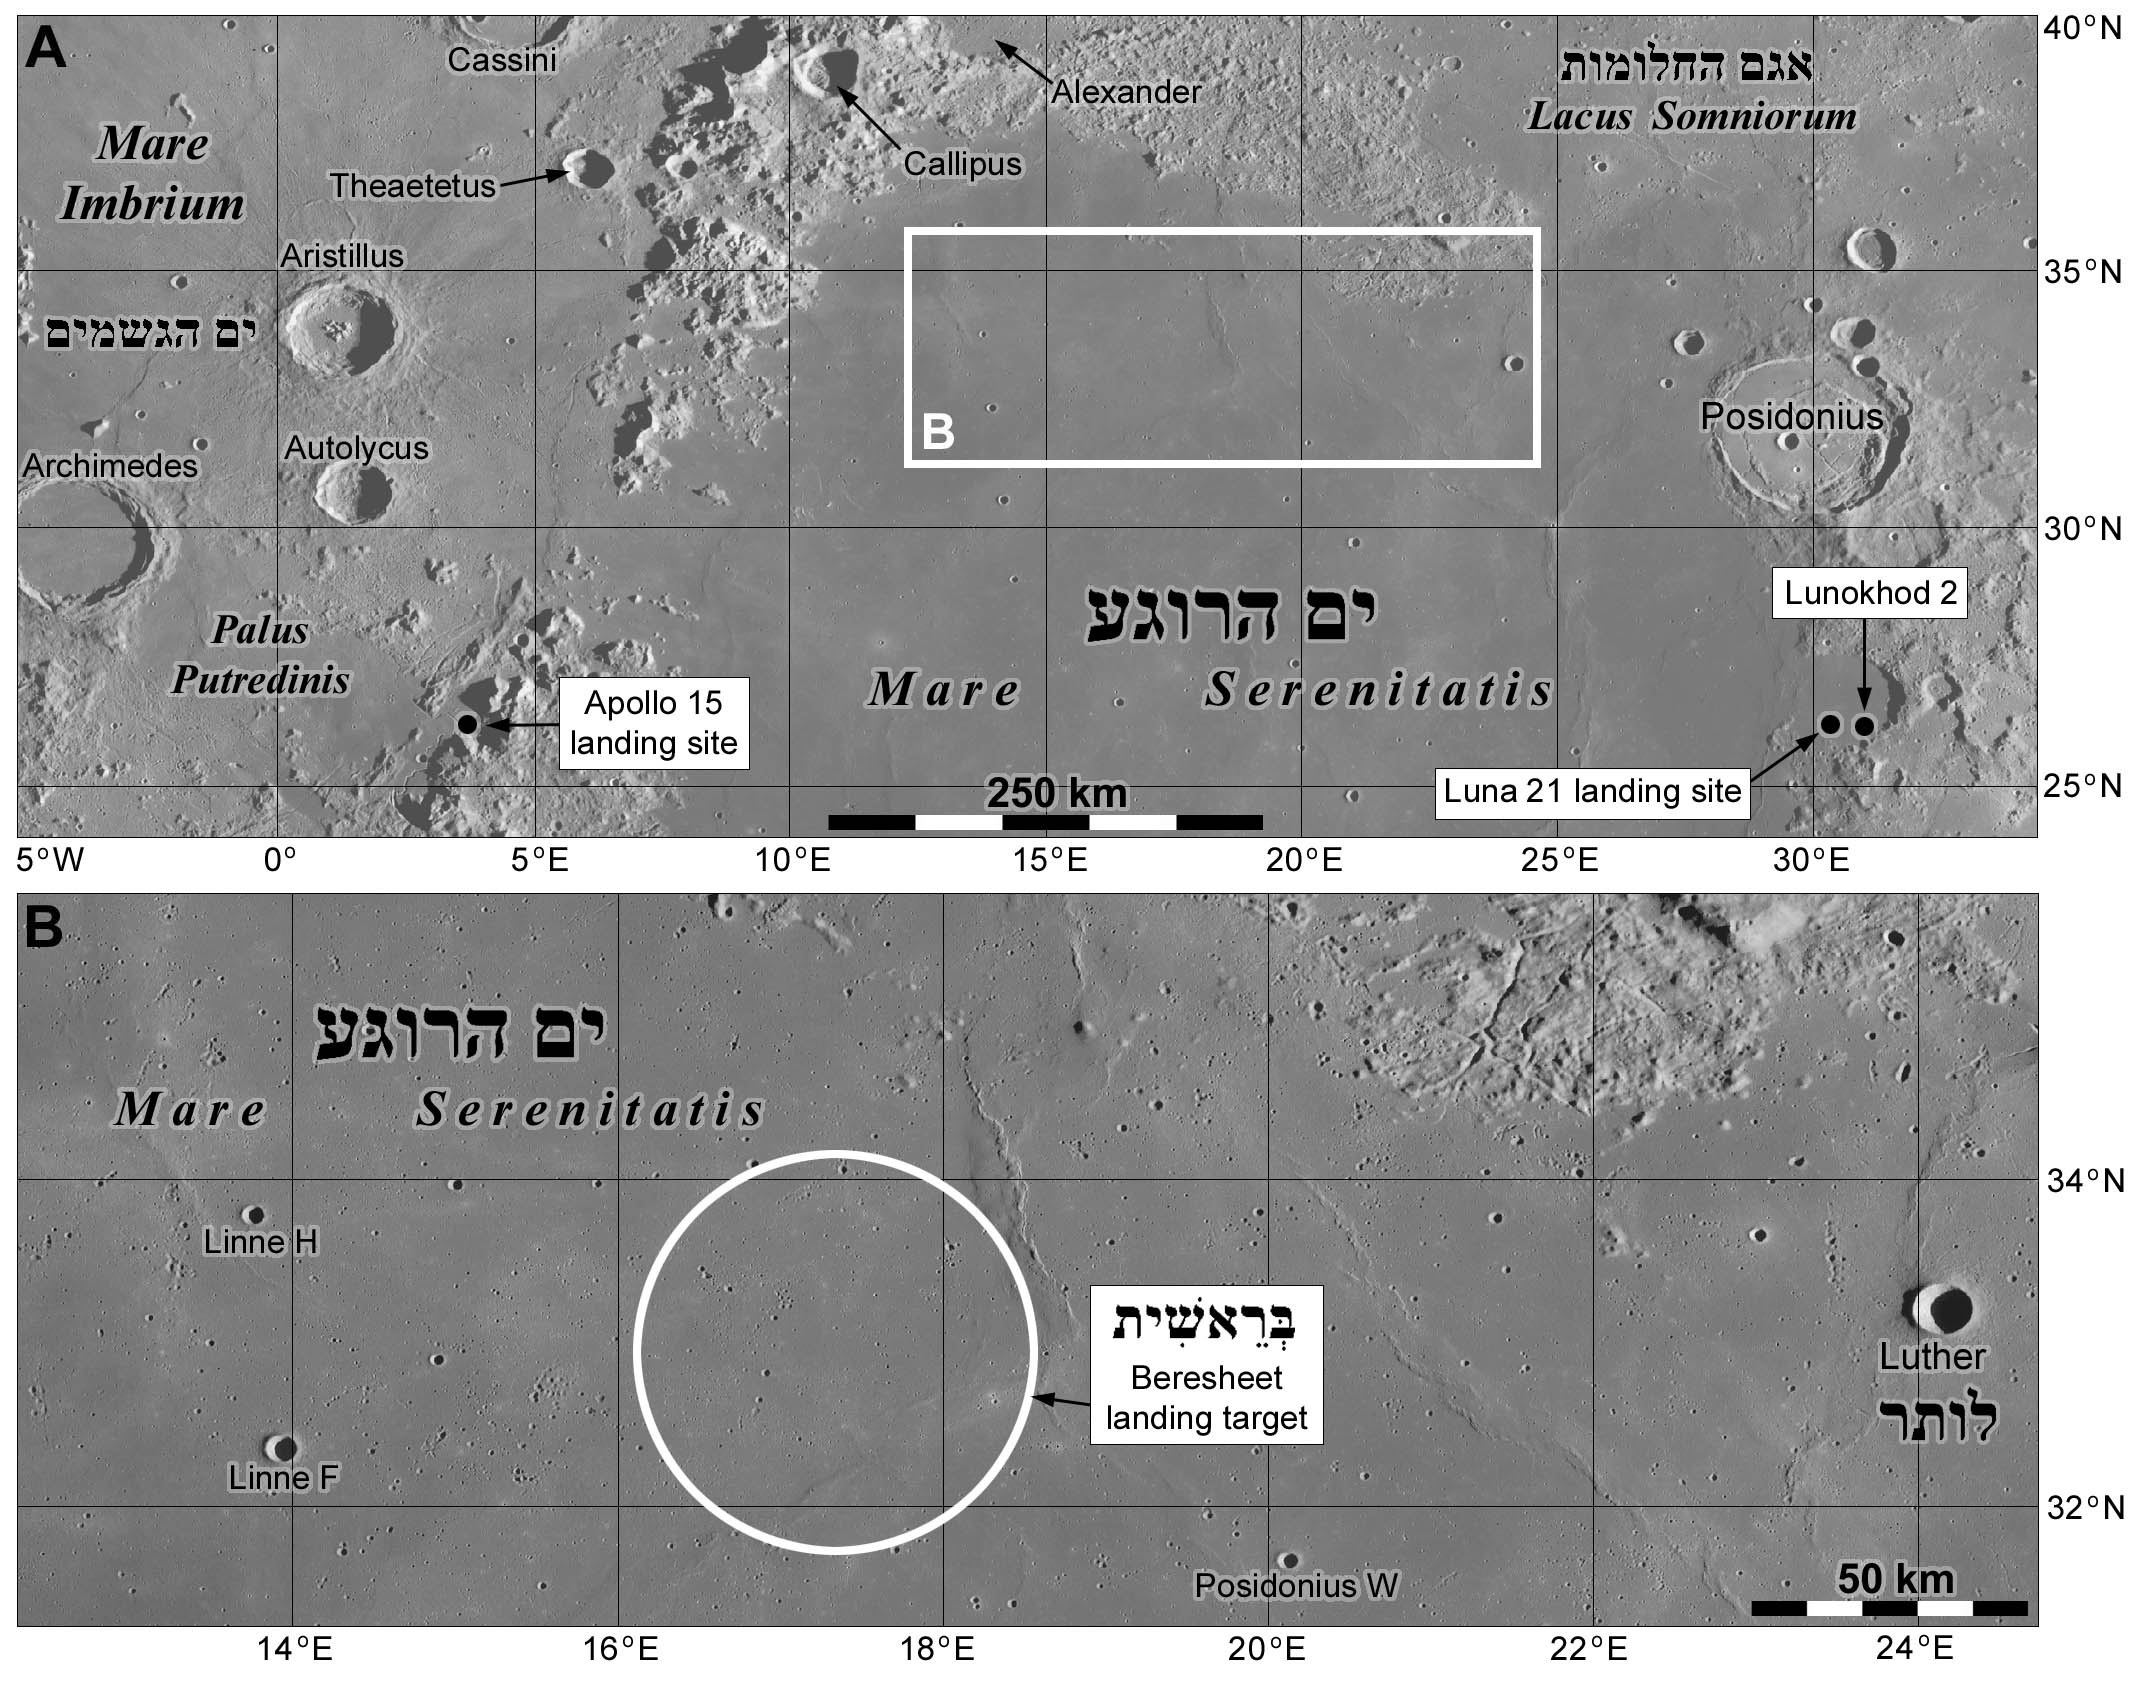 A
40°N
Cassini
אגם החלומות
Lacus Somniorum
Alexander
Mare
Imbrium
Callipus
Theaetetus
Aristillus
35°N
ים הגשמים
B
Posidonius
Autolycus
Archimedes
30°N
ים הרוגע
Mare Serenitatis
Lunokhod 2
Palus
Putredinis
Apollo 15
landing site
Luna 21 landing site
25°N
250 km
5°W 0° 5°E 10°E 15°E 20°E 25°E 30°E
B
ים הרוגע
Mare Serenitatis
34°N
Linne H
בְּרֵאשִׁית
Beresheet
landing target
Luther
לותר
Linne F
32°N
Posidonius W
50 km
14°E 16°E 18°E 20°E 22°E 24°E